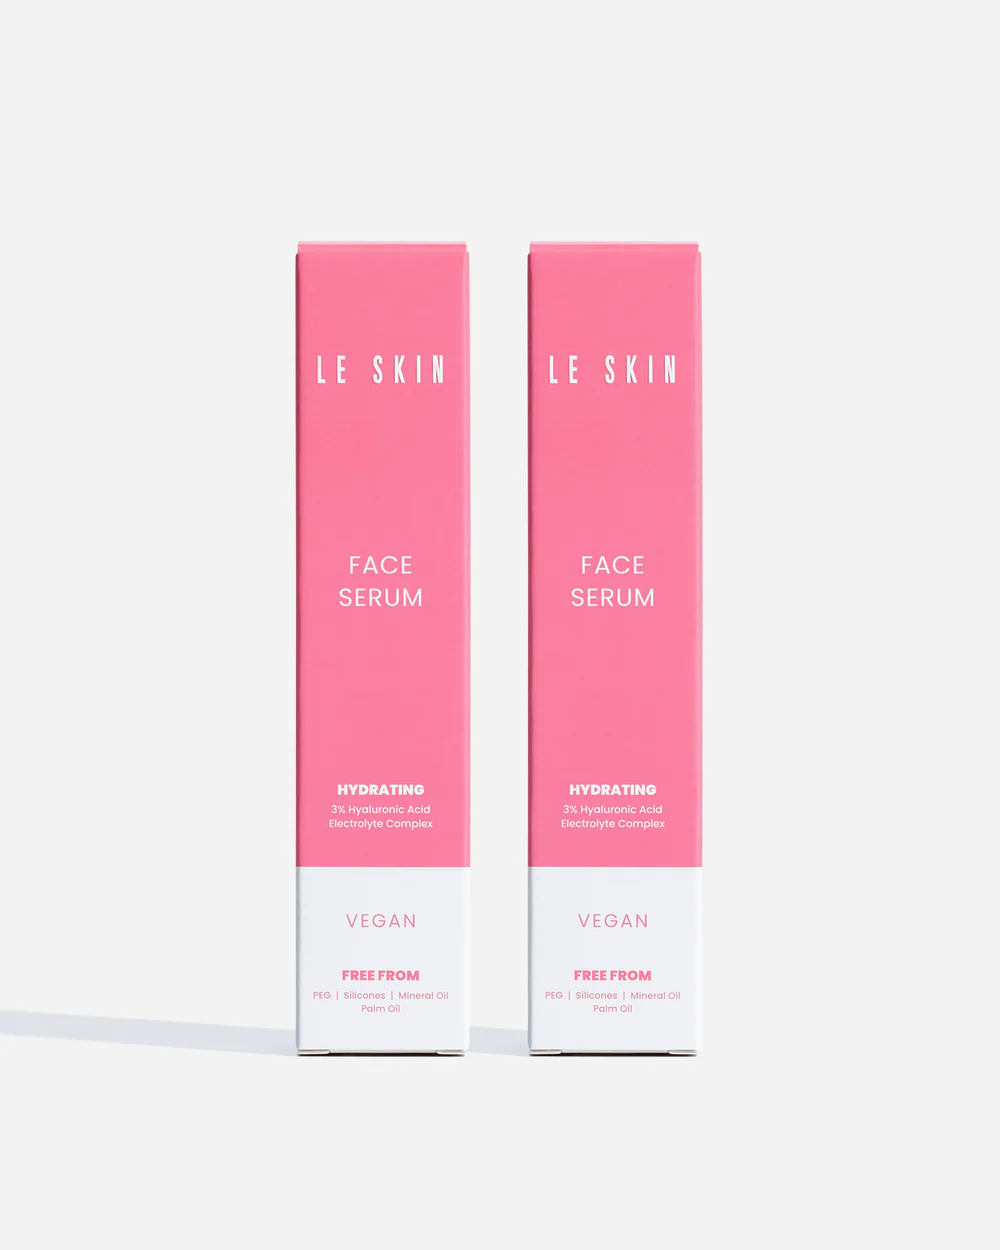 LE SKIN
FACE
SERUM
HYDRATING
3% Hyaluronic Acid
Electrolyte Complex
VEGAN
FREE FROM
PEG | Silicones | Mineral Oil
Palm Oil
LE SKIN
FACE
SERUM
HYDRATING
3% Hyaluronic Acid
Electrolyte Complex
VEGAN
FREE FROM
PEG | Silicones | Mineral Oil
Palm Oil